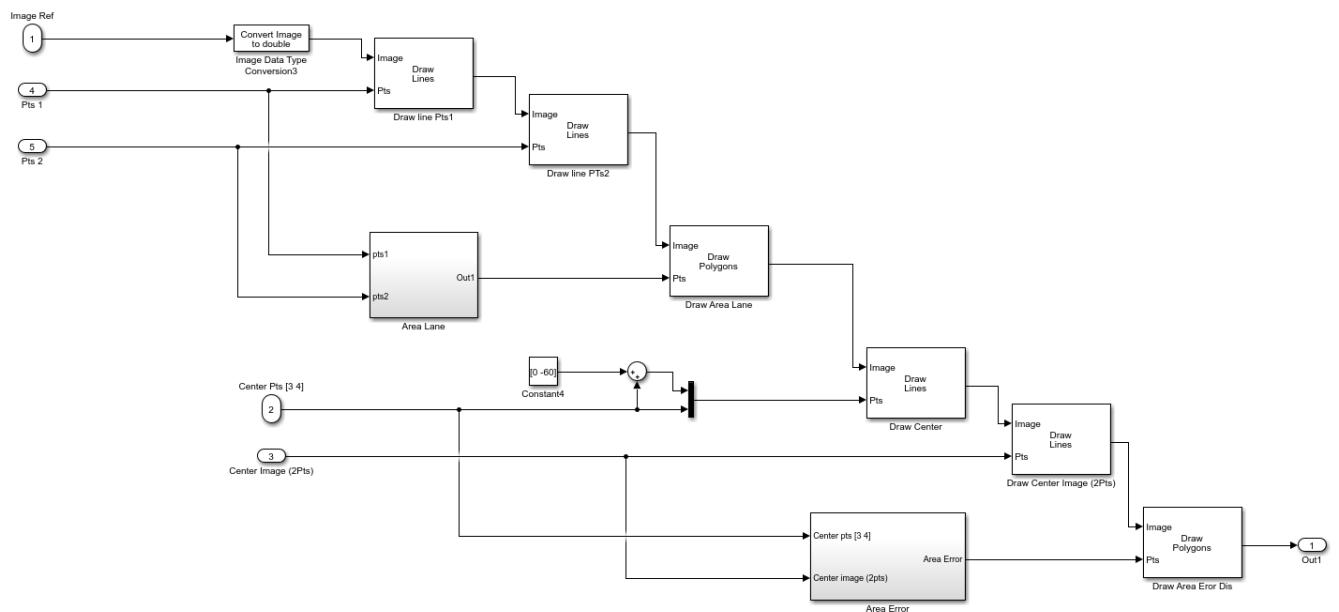 Image Ref
1
Convert Image
to double
Image Data Type
Conversion3
Image
Pts
Draw
Lines
Draw line Pts1
4
Pts 1
Image
Pts
Draw
Lines
Draw line PTs2
5
Pts 2
pts1
pts2
Out1
Area Lane
Image
Pts
Draw
Polygons
Draw Area Lane
[0 -60]
Constant4
+
+
Center Pts [3 4]
2
Image
Pts
Draw
Lines
Draw Center
3
Center Image (2Pts)
Image
Pts
Draw
Lines
Draw Center Image (2Pts)
Center pts [3 4]
Center image (2pts)
Area Error
Area Error
Image
Pts
Draw
Polygons
Draw Area Eror Dis
1
Out1